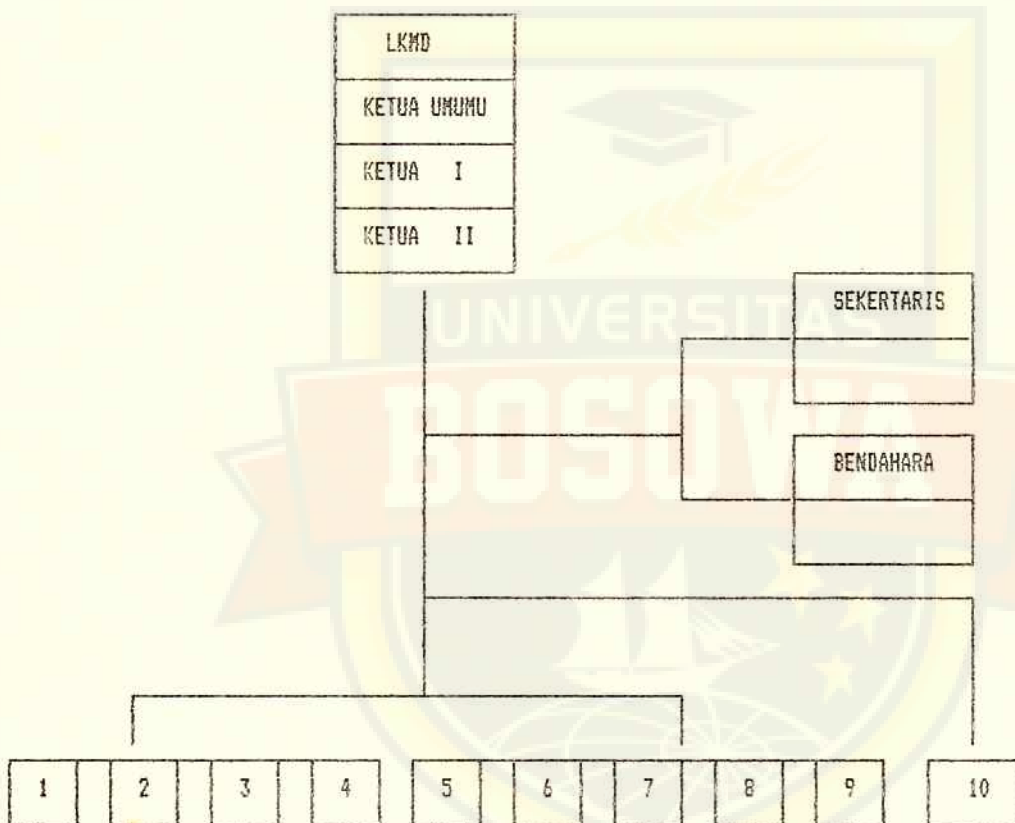 LKMD
KETUA UMUMU
KETUA I
KETUA II
SEKERTARIS
UNIVERSITAS
BOSOWA
BENDAHARA
1 2 3 4 5 6 7 8 9 10